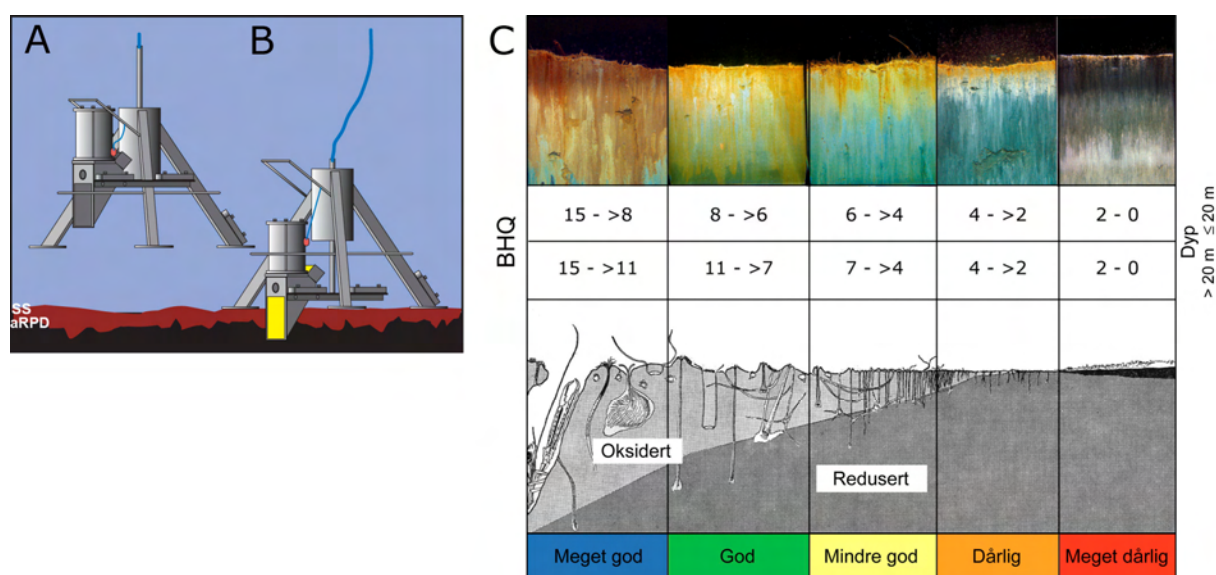 A
B
C
SS
aRPD
BHQ
15 - >8
8 - >6
6 - >4
4 - >2
2 - 0
15 - >11
11 - >7
7 - >4
4 - >2
2 - 0
Dyp
> 20 m ≤ 20 m
Oksidert
Redusert
Meget god
God
Mindre god
Dårlig
Meget dårlig